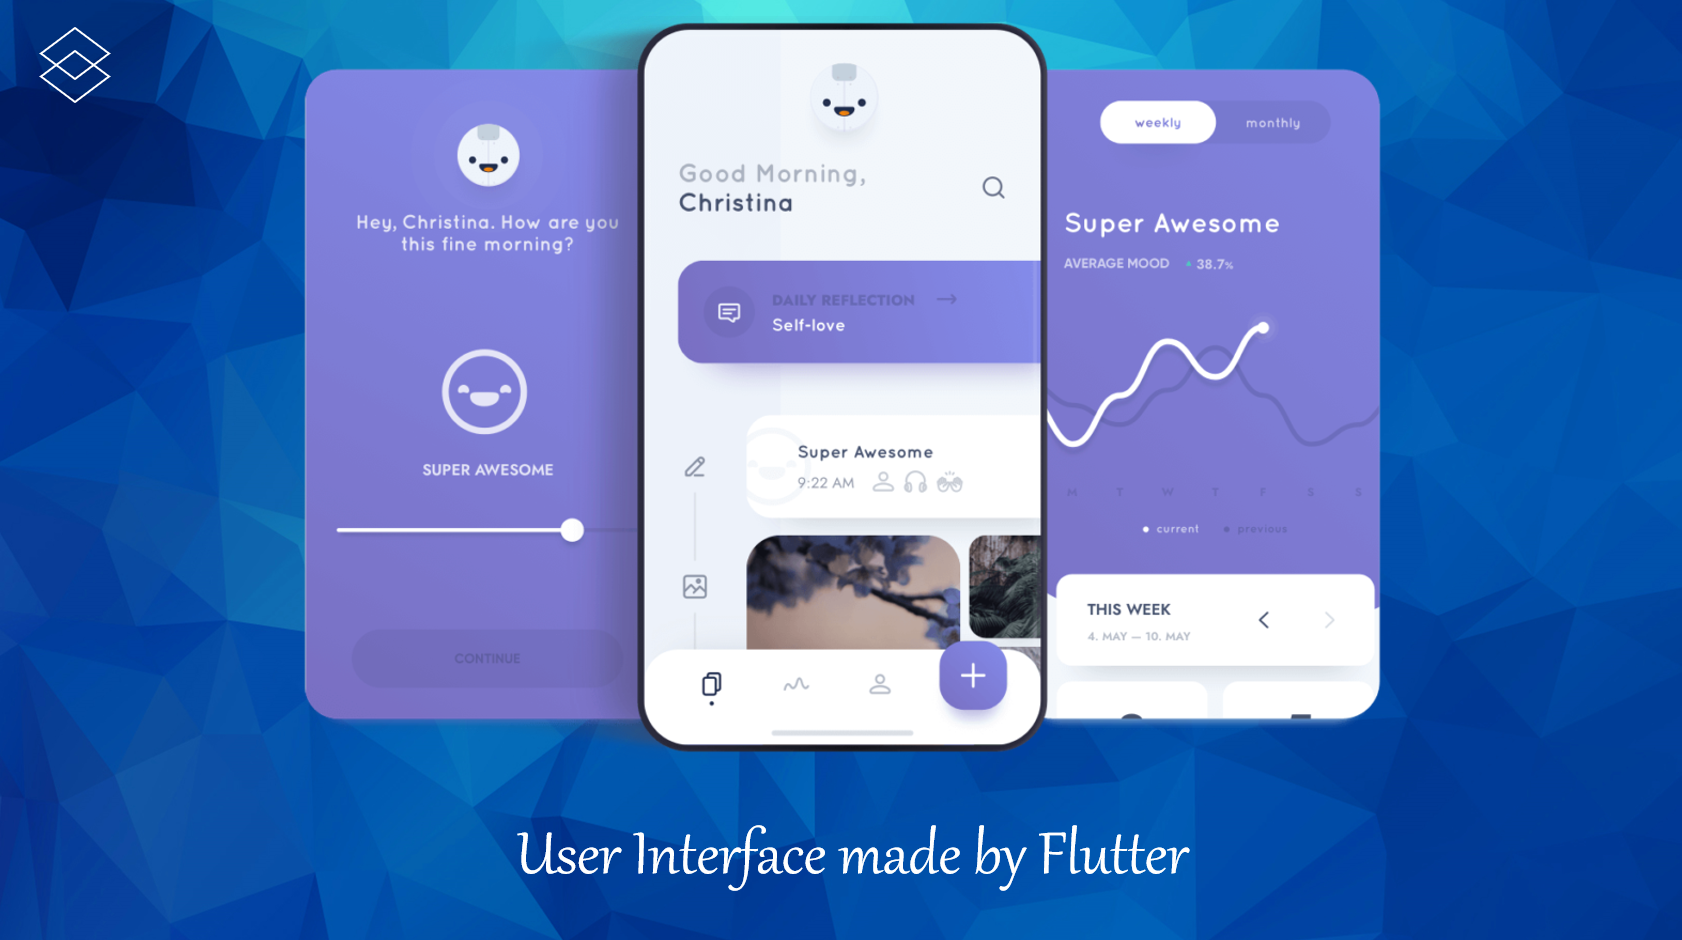 Hey, Christina. How are you
this fine morning?
SUPER AWESOME
CONTINUE
Good Morning,
Christina
DAILY REFLECTION
Self-love
Super Awesome
9:22 AM
weekly monthly
Super Awesome
AVERAGE MOOD 38.7%
M T W T F S S
current previous
THIS WEEK
4. MAY — 10. MAY
User Interface made by Flutter